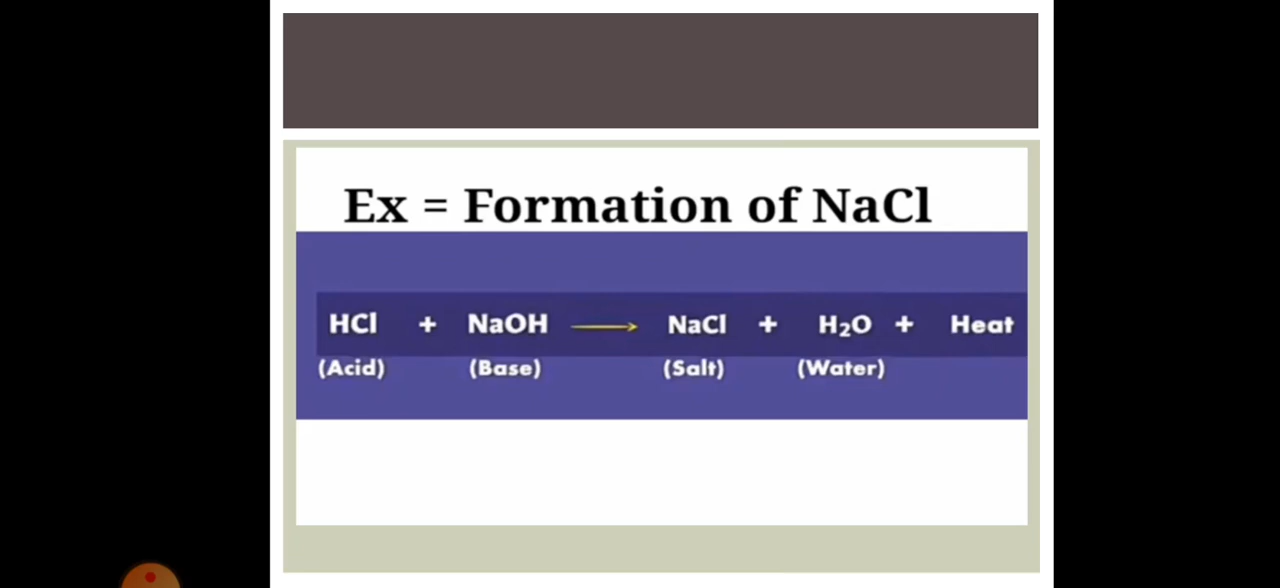 Ex = Formation of NaCl
HCl + NaOH ⟶ NaCl + H₂O + Heat
(Acid) (Base) (Salt) (Water)